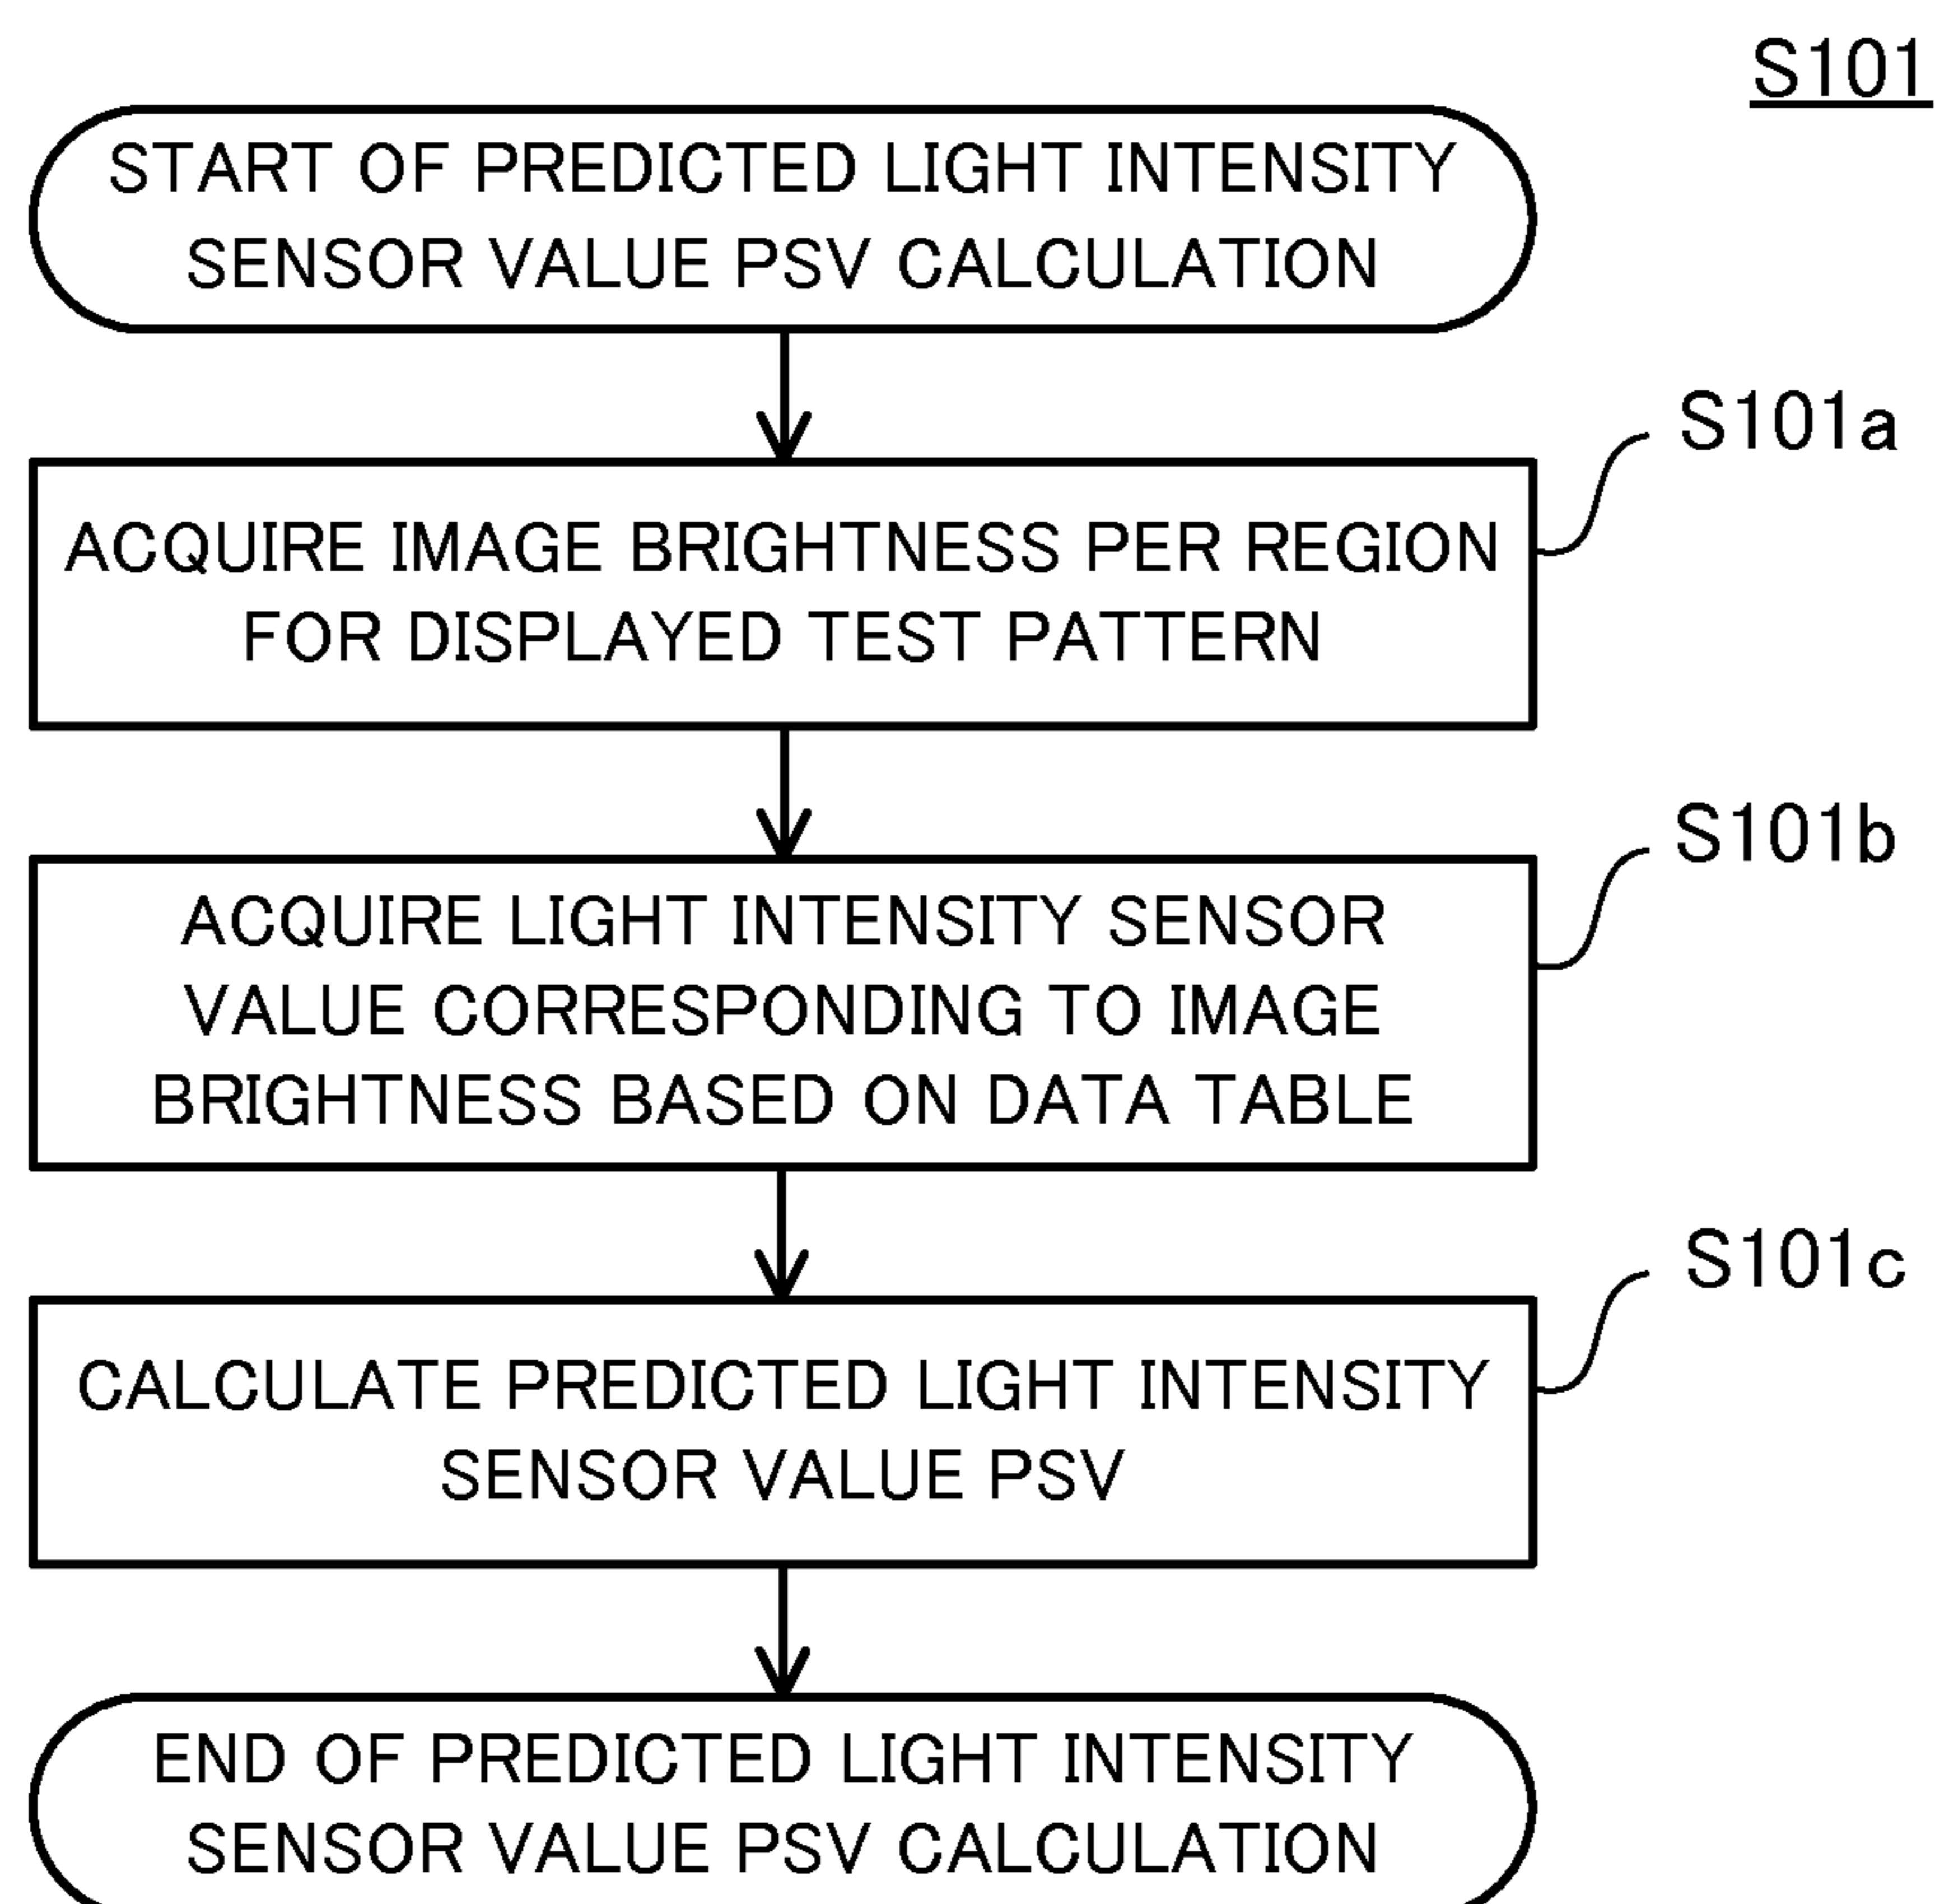 S101
START OF PREDICTED LIGHT INTENSITY
SENSOR VALUE PSV CALCULATION
S101a
ACQUIRE IMAGE BRIGHTNESS PER REGION
FOR DISPLAYED TEST PATTERN
S101b
ACQUIRE LIGHT INTENSITY SENSOR
VALUE CORRESPONDING TO IMAGE
BRIGHTNESS BASED ON DATA TABLE
S101c
CALCULATE PREDICTED LIGHT INTENSITY
SENSOR VALUE PSV
END OF PREDICTED LIGHT INTENSITY
SENSOR VALUE PSV CALCULATION